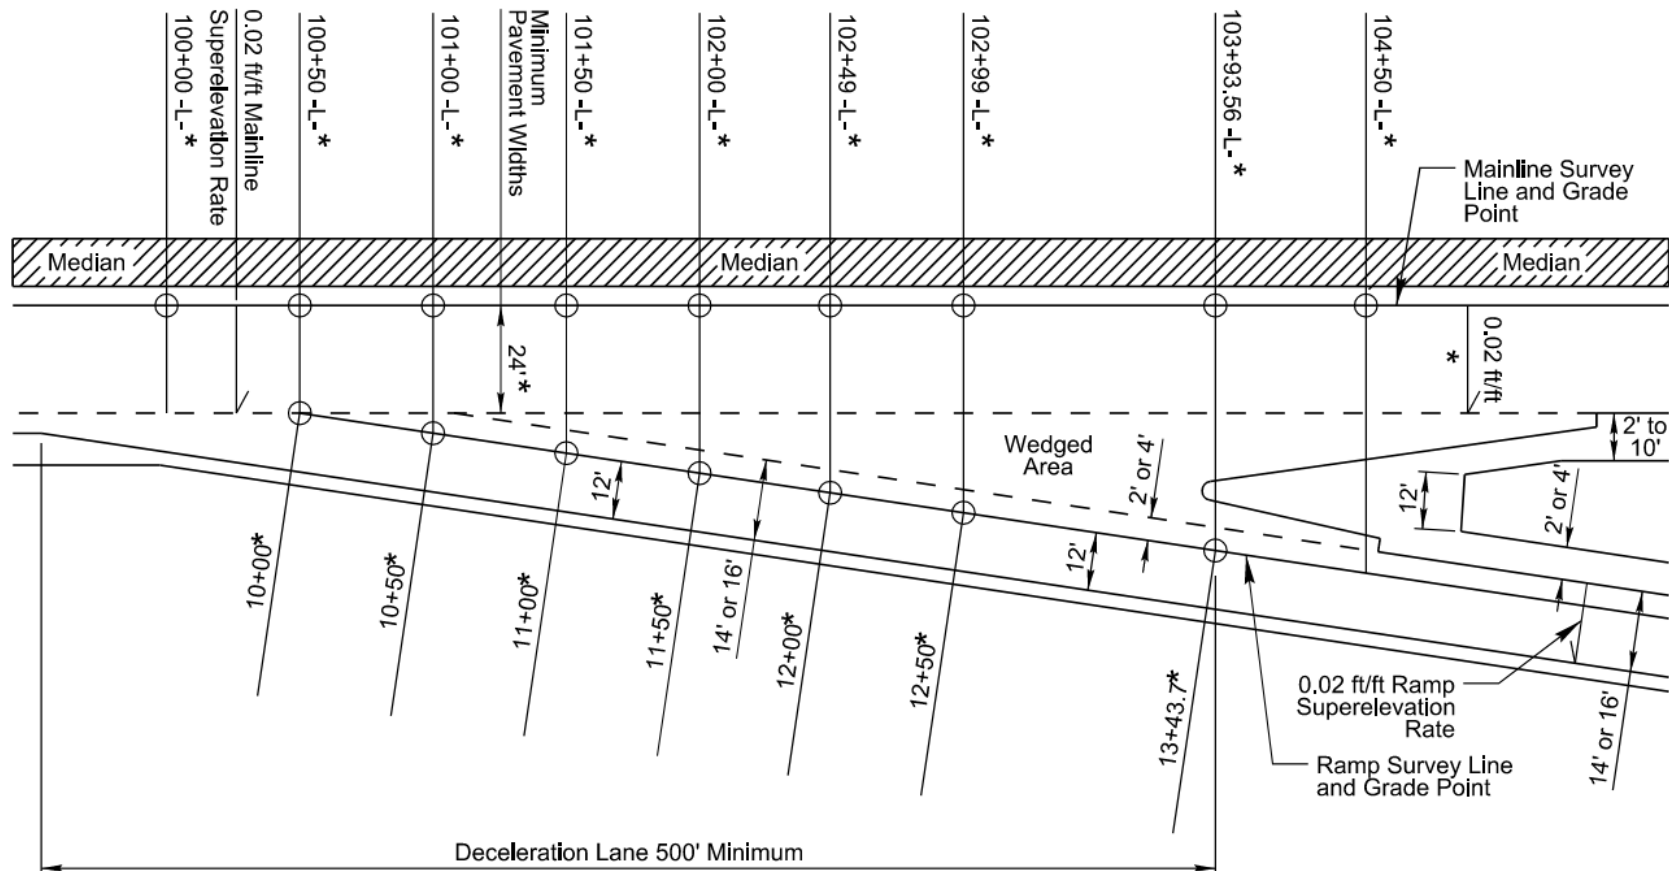 100+00 -L-*
0.02 ft/ft Mainline
Superelevation Rate
100+50 -L-*
101+00 -L-*
Minimum
Pavement Widths
101+50 -L-*
102+00 -L-*
102+49 -L-*
102+99 -L-*
103+93.56 -L-*
104+50 -L-*
Mainline Survey
Line and Grade
Point
Median
Median
Median
24'*
0.02 ft/ft
*
2' to
10'
Wedged
Area
2' or 4'
12'
2' or 4'
12'
14' or 16'
12'
10+00*
10+50*
11+00*
11+50*
12+00*
12+50*
13+43.7*
0.02 ft/ft Ramp
Superelevation
Rate
14' or 16'
Ramp Survey Line
and Grade Point
Deceleration Lane 500' Minimum